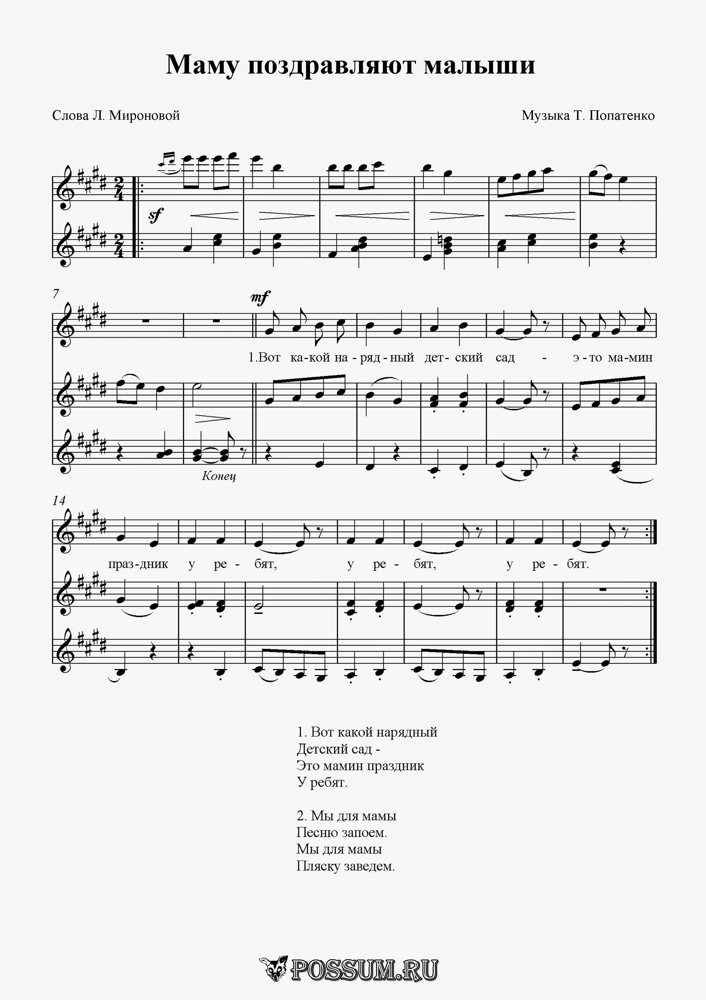 Маму поздравляют малыши
Слова Л. Мироновой
Музыка Т. Попатенко
sf
7
mf
1.Вот ка-кой на - ряд - ный дет- ский сад - э - то ма-мин
Конец
14
праз-дник у ре - бят, у ре - бят, у ре - бят.
1. Вот какой нарядный
Детский сад -
Это мамин праздник
У ребят.
2. Мы для мамы
Песню запоем.
Мы для мамы
Пляску заведем.
POSSUM.RU